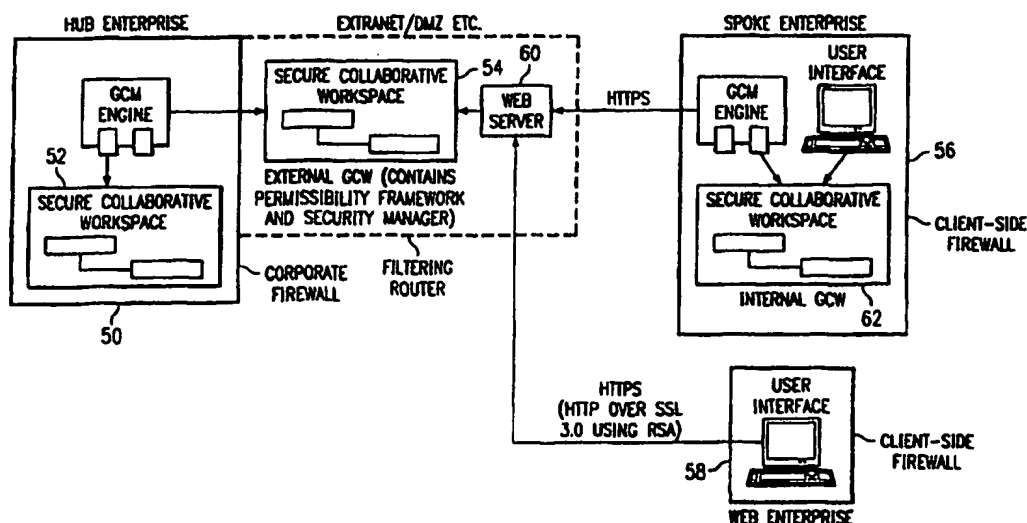 HUB ENTERPRISE
GCM
ENGINE
52
SECURE COLLABORATIVE
WORKSPACE
50
CORPORATE
FIREWALL
EXTRANET/DMZ ETC.
SECURE COLLABORATIVE
WORKSPACE
54
60
WEB
SERVER
EXTERNAL GCW (CONTAINS
PERMISSIBILITY FRAMEWORK
AND SECURITY MANAGER)
FILTERING
ROUTER
HTTPS
SPOKE ENTERPRISE
GCM
ENGINE
USER
INTERFACE
56
SECURE COLLABORATIVE
WORKSPACE
INTERNAL GCW
62
CLIENT-SIDE
FIREWALL
HTTPS
(HTTP OVER SSL
3.0 USING RSA)
USER
INTERFACE
58
CLIENT-SIDE
FIREWALL
WEB ENTERPRISE